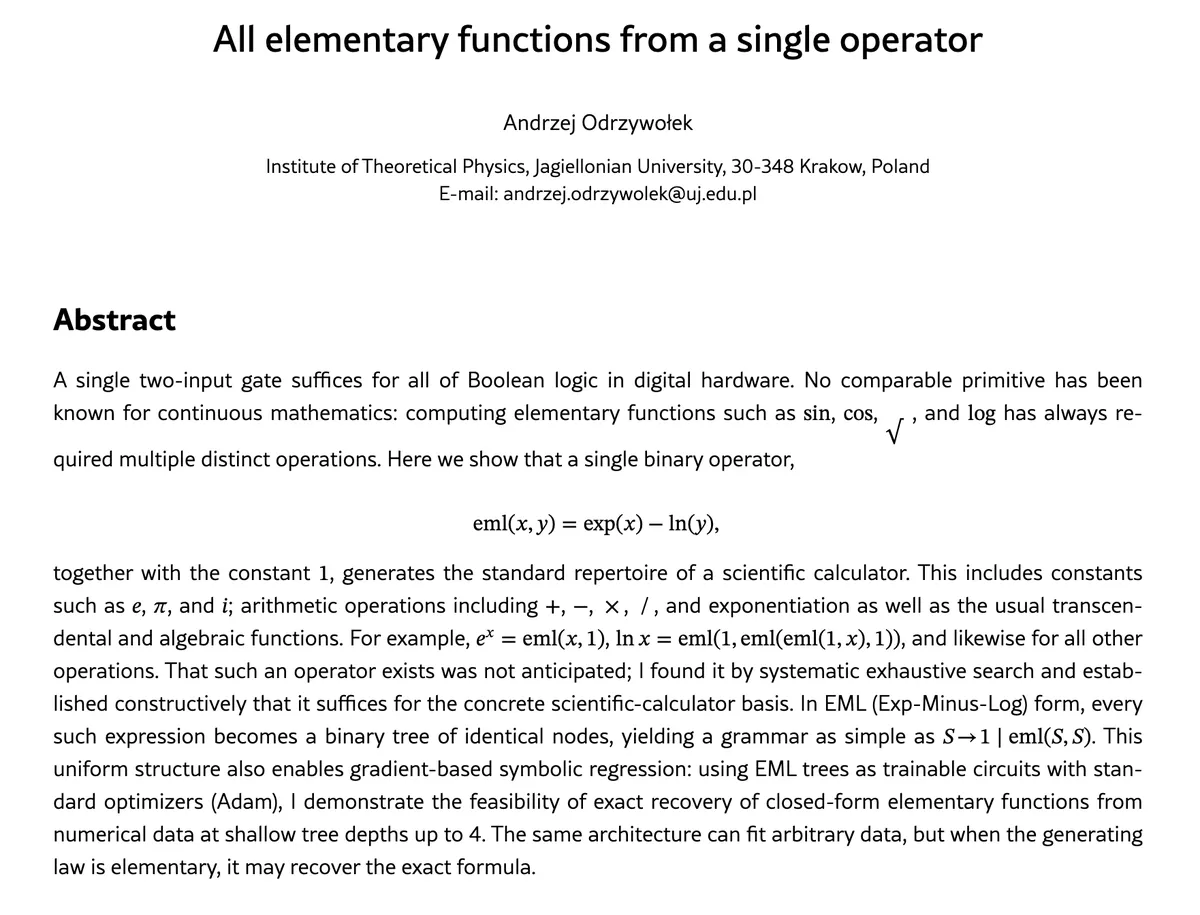 All elementary functions from a single operator
Andrzej Odrzywołek
Institute of Theoretical Physics, Jagiellonian University, 30-348 Krakow, Poland
E-mail: andrzej.odrzywolek@uj.edu.pl
Abstract
A single two-input gate suffices for all of Boolean logic in digital hardware. No comparable primitive has been
known for continuous mathematics: computing elementary functions such as sin, cos, √ , and log has always re-
quired multiple distinct operations. Here we show that a single binary operator,
eml(x, y) = exp(x) − ln(y),
together with the constant 1, generates the standard repertoire of a scientific calculator. This includes constants
such as e, π, and i; arithmetic operations including +, −, ×, /, and exponentiation as well as the usual transcen-
dental and algebraic functions. For example, eˣ = eml(x, 1), ln x = eml(1, eml(eml(1, x), 1)), and likewise for all other
operations. That such an operator exists was not anticipated; I found it by systematic exhaustive search and estab-
lished constructively that it suffices for the concrete scientific-calculator basis. In EML (Exp-Minus-Log) form, every
such expression becomes a binary tree of identical nodes, yielding a grammar as simple as S → 1 | eml(S, S). This
uniform structure also enables gradient-based symbolic regression: using EML trees as trainable circuits with stan-
dard optimizers (Adam), I demonstrate the feasibility of exact recovery of closed-form elementary functions from
numerical data at shallow tree depths up to 4. The same architecture can fit arbitrary data, but when the generating
law is elementary, it may recover the exact formula.